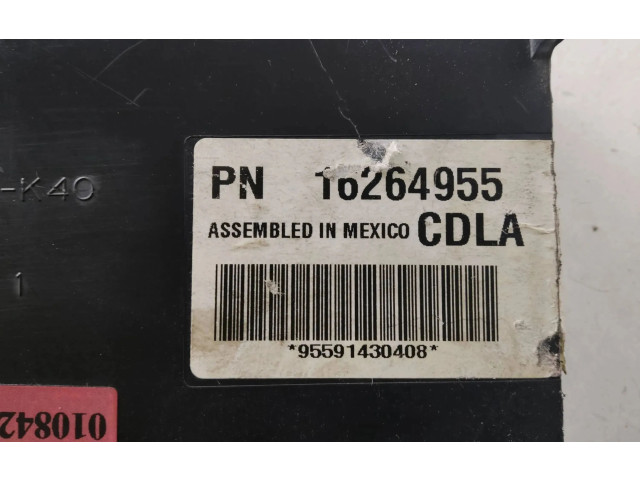 PN 16264955
ASSEMBLED IN MEXICO CDLA
*95591430408*
-K40
1
010842